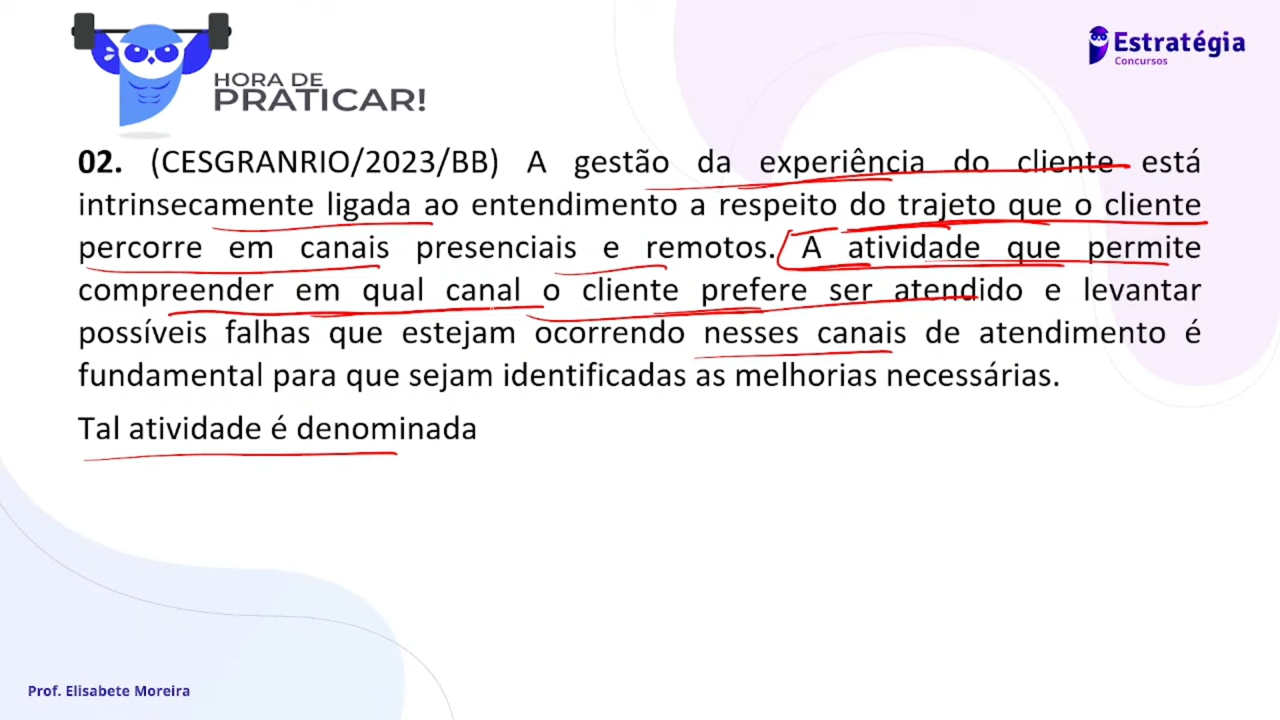 HORA DE
PRATICAR!
Estratégia
Concursos
02. (CESGRANRIO/2023/BB) A gestão da experiência do cliente está
intrinsecamente ligada ao entendimento a respeito do trajeto que o cliente
percorre em canais presenciais e remotos. A atividade que permite
compreender em qual canal o cliente prefere ser atendido e levantar
possíveis falhas que estejam ocorrendo nesses canais de atendimento é
fundamental para que sejam identificadas as melhorias necessárias.
Tal atividade é denominada
Prof. Elisabete Moreira